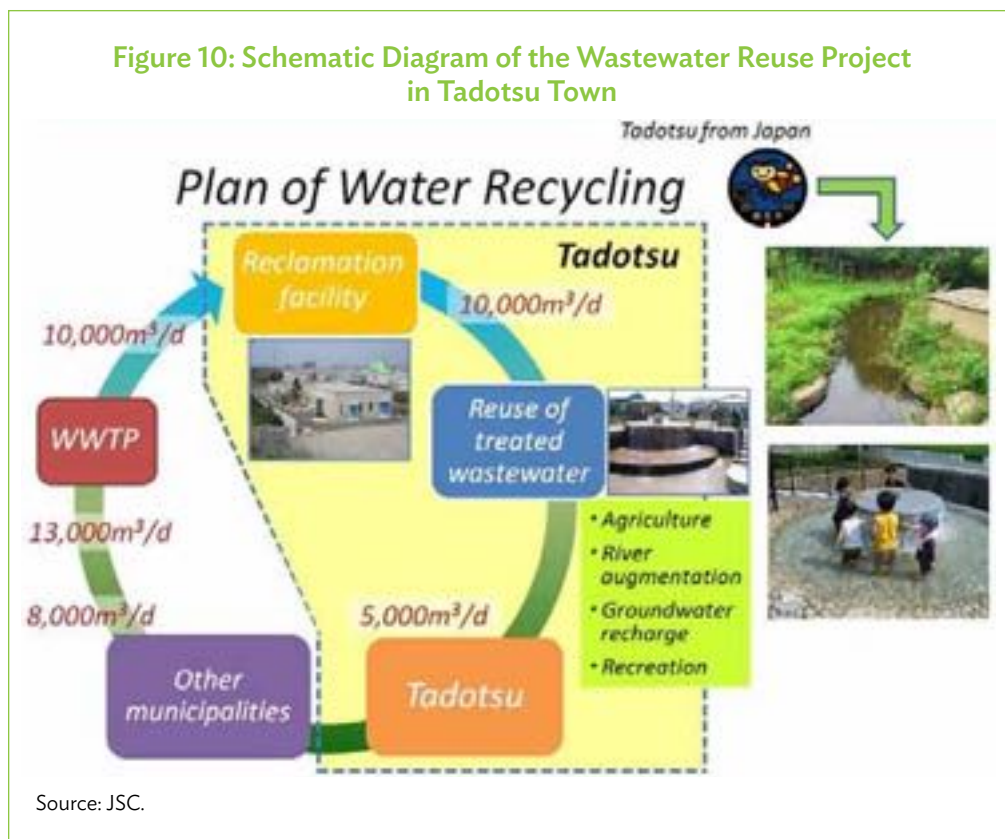 Figure 10: Schematic Diagram of the Wastewater Reuse Project
in Tadotsu Town
Tadotsu from Japan
Plan of Water Recycling
Tadotsu
Reclamation
facility
10,000m³/d
10,000m³/d
WWTP
Reuse of
treated
wastewater
13,000m³/d
• Agriculture
• River
augmentation
• Groundwater
recharge
• Recreation
8,000m³/d
5,000m³/d
Other
municipalities
Tadotsu
Source: JSC.